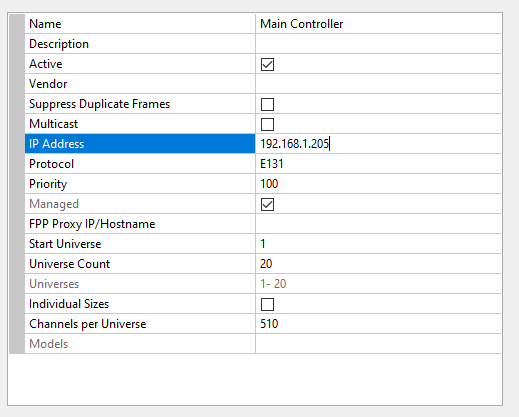 Name Main Controller
Description
Active
Vendor
Suppress Duplicate Frames
Multicast
IP Address 192.168.1.205
Protocol E131
Priority 100
Managed
FPP Proxy IP/Hostname
Start Universe 1
Universe Count 20
Universes 1- 20
Individual Sizes
Channels per Universe 510
Models